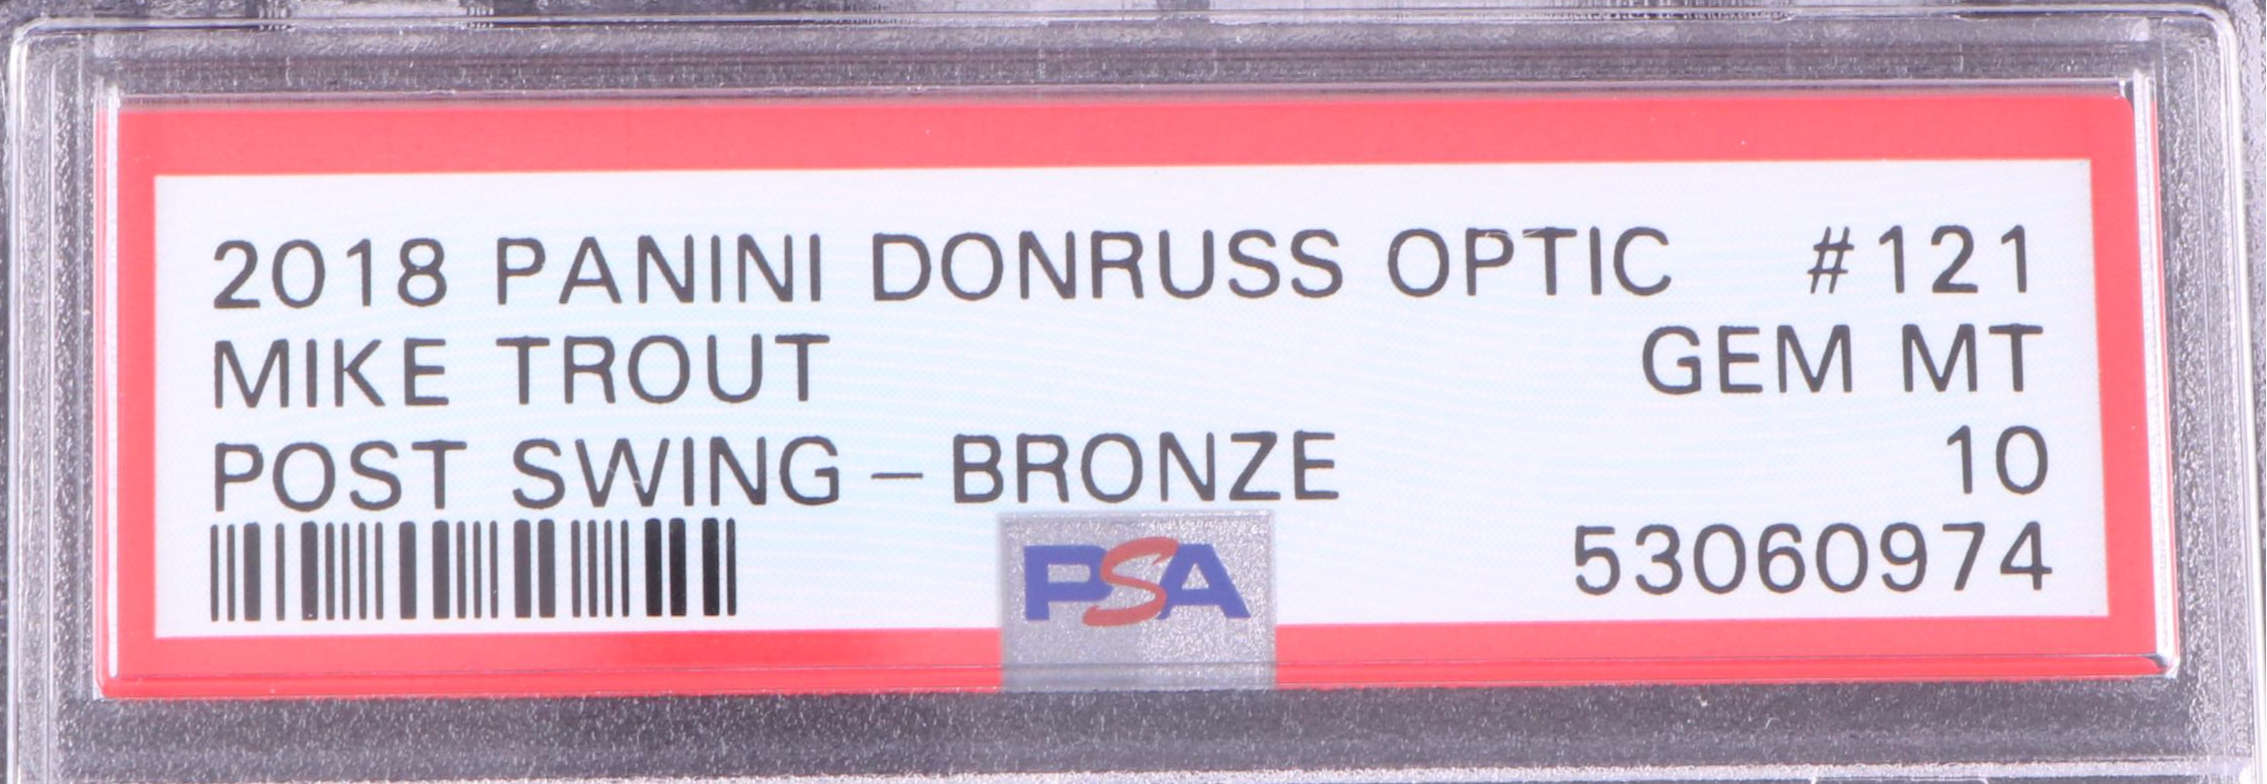 2018 PANINI DONRUSS OPTIC #121
MIKE TROUT GEM MT
POST SWING – BRONZE 10
53060974
PSA